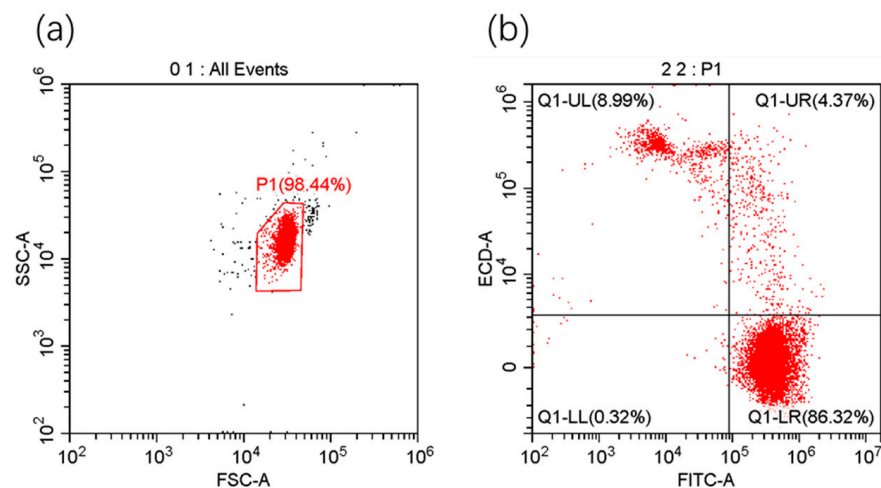 (a)
0 1 : All Events
10^6
10^5
10^4
10^3
10^2
SSC-A
P1(98.44%)
10^2
10^3
10^4
10^5
10^6
FSC-A
(b)
2 2 : P1
Q1-UL(8.99%)
Q1-UR(4.37%)
10^6
10^5
10^4
0
ECD-A
Q1-LL(0.32%)
Q1-LR(86.32%)
10^2
10^3
10^4
10^5
10^6
10^7
FITC-A